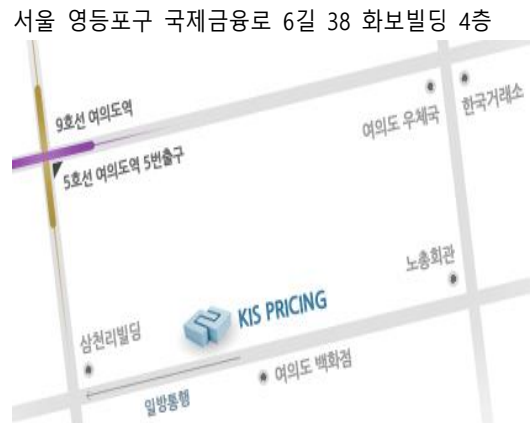 서울 영등포구 국제금융로 6길 38 화보빌딩 4층
9호선 여의도역
5호선 여의도역 5번출구
여의도 우체국
한국거래소
노총회관
KIS PRICING
삼천리빌딩
여의도 백화점
일방통행